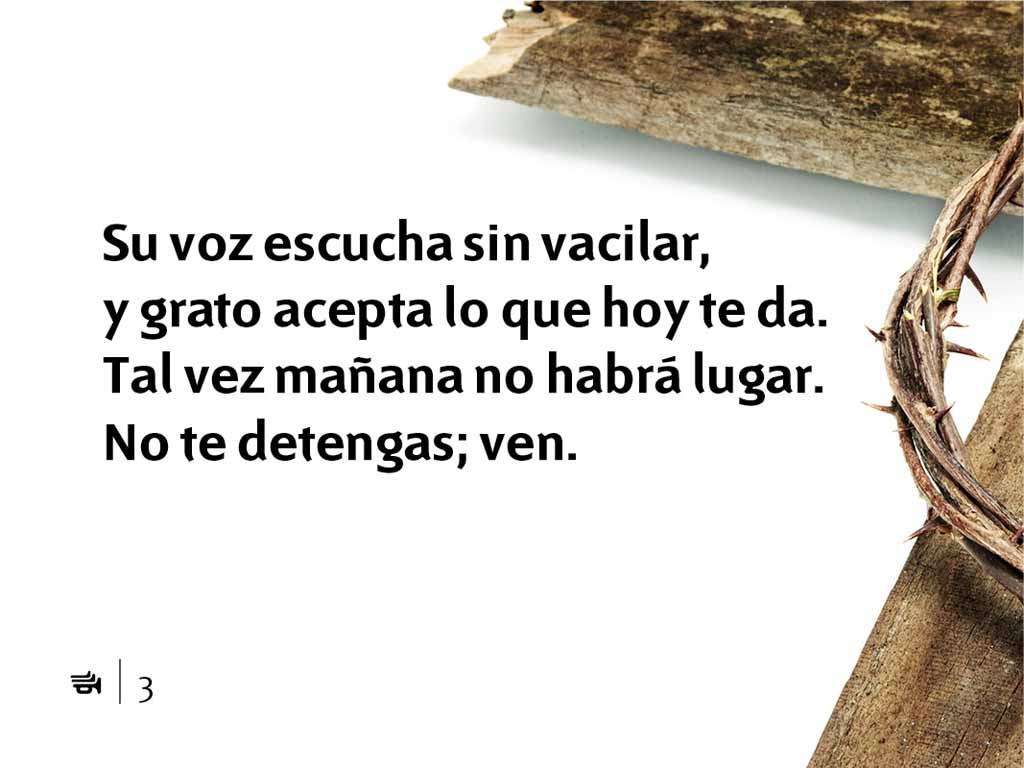 Su voz escucha sin vacilar,
y grato acepta lo que hoy te da.
Tal vez mañana no habrá lugar.
No te detengas; ven.
3